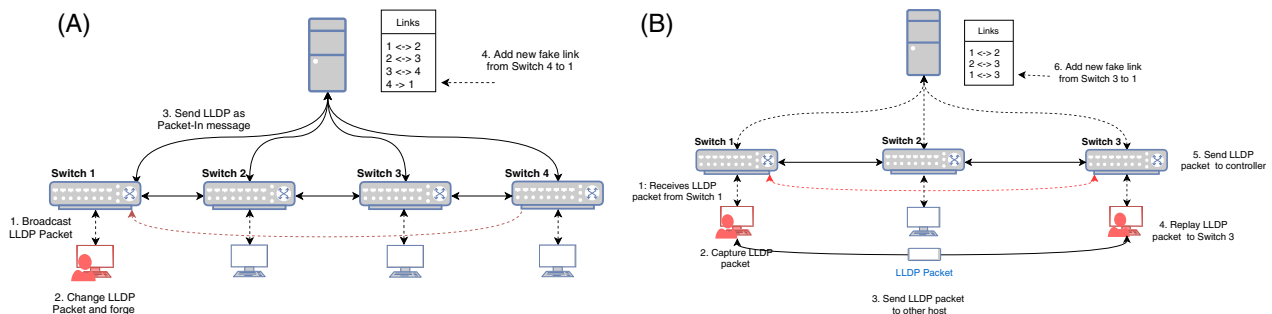 (A)
Links
1 <-> 2
2 <-> 3
3 <-> 4
4 -> 1
4. Add new fake link
from Switch 4 to 1
3. Send LLDP as
Packet-In message
Switch 1
Switch 2
Switch 3
Switch 4
1. Broadcast
LLDP Packet
2. Change LLDP
Packet and forge
(B)
Links
1 <-> 2
2 <-> 3
1 <-> 3
6. Add new fake link
from Switch 3 to 1
Switch 1
Switch 2
Switch 3
5. Send LLDP
packet to controller
1: Receives LLDP
packet from Switch 1
2. Capture LLDP
packet
4. Replay LLDP
packet to Switch 3
LLDP Packet
3. Send LLDP packet
to other host